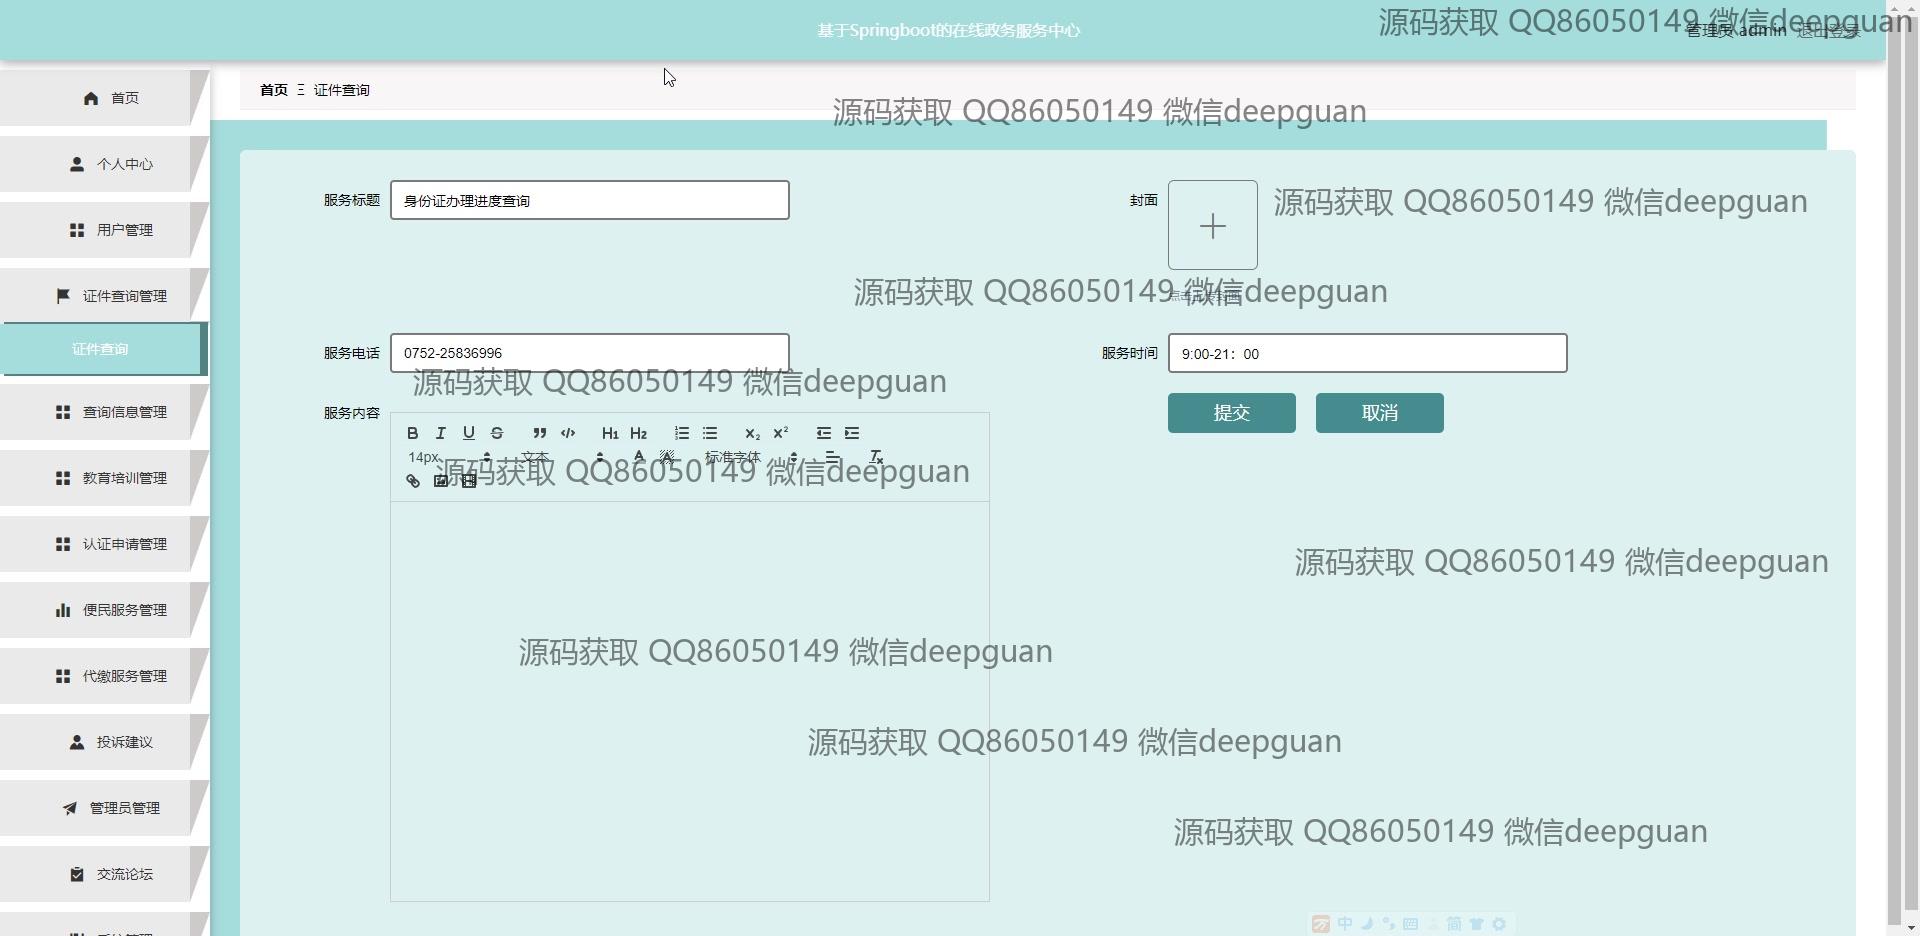 基于Springboot的在线政务服务中心
源码获取 QQ86050149 微信deepguan
管理员 admin 退出登录
首页
首页 Ξ 证件查询
源码获取 QQ86050149 微信deepguan
个人中心
服务标题
身份证办理进度查询
封面
源码获取 QQ86050149 微信deepguan
用户管理
证件查询管理
源码获取 QQ86050149 微信deepguan
点击上传封面
证件查询
服务电话
0752-25836996
服务时间
9:00-21：00
源码获取 QQ86050149 微信deepguan
查询信息管理
服务内容
提交
取消
B I U S H1 H2 x₂ x²
14px 文本 A A 标准字体
源码获取 QQ86050149 微信deepguan
教育培训管理
认证申请管理
源码获取 QQ86050149 微信deepguan
便民服务管理
源码获取 QQ86050149 微信deepguan
代缴服务管理
投诉建议
源码获取 QQ86050149 微信deepguan
管理员管理
源码获取 QQ86050149 微信deepguan
交流论坛
中 简